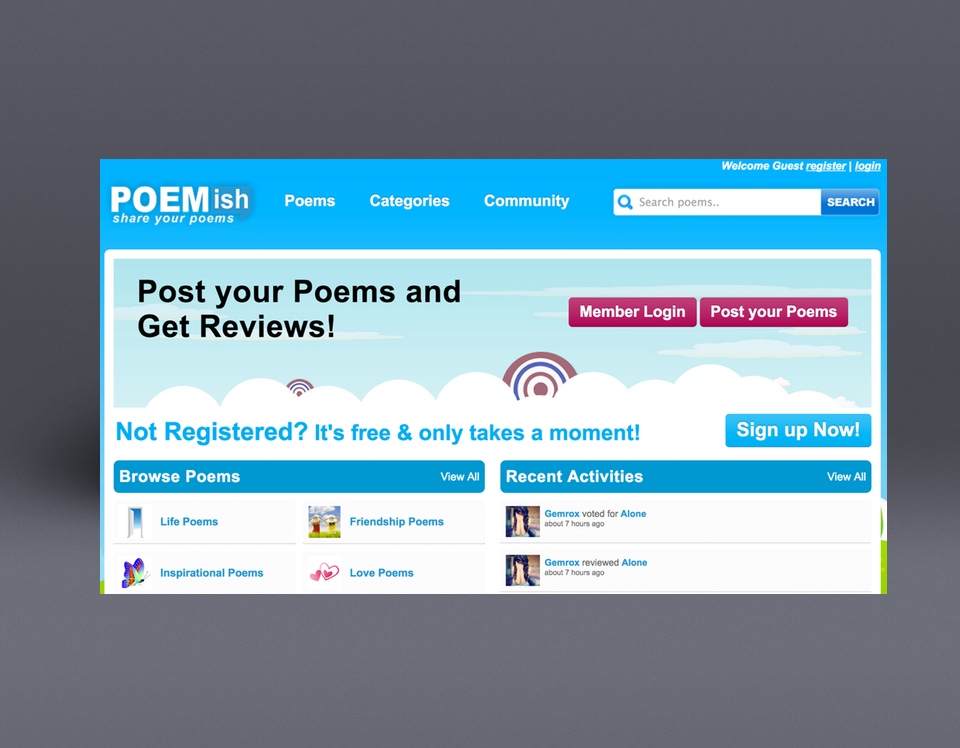 Welcome Guest register | login
POEMish
share your poems
Poems Categories Community
Search poems.. SEARCH
Post your Poems and
Get Reviews!
Member Login Post your Poems
Not Registered? It's free & only takes a moment!
Sign up Now!
Browse Poems View All
Life Poems Friendship Poems
Inspirational Poems Love Poems
Recent Activities View All
Gemrox voted for Alone
about 7 hours ago
Gemrox reviewed Alone
about 7 hours ago